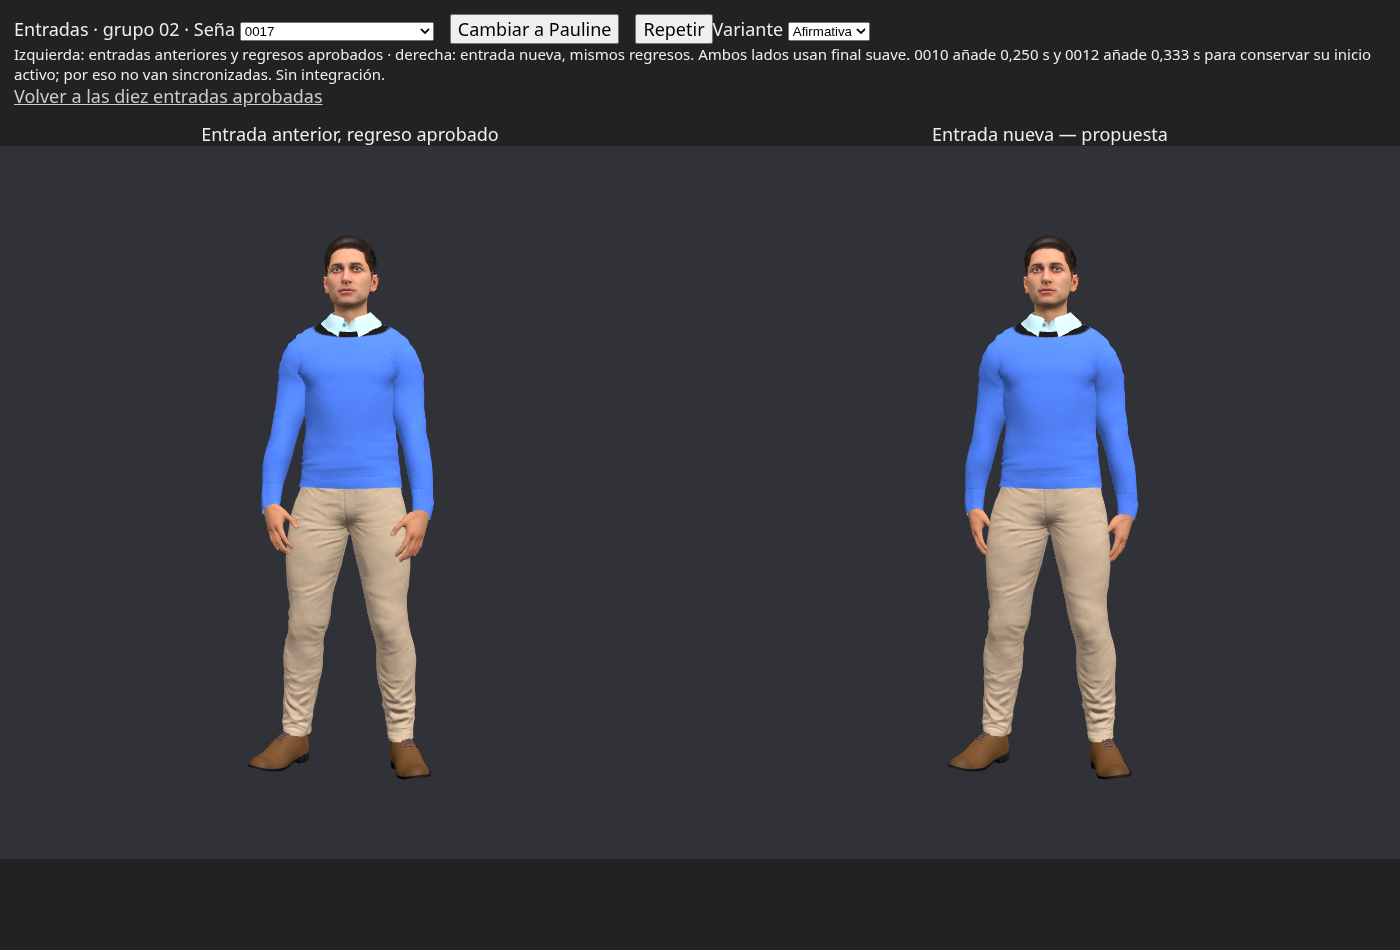 Entradas · grupo 02 · Seña 0017 Cambiar a Pauline Repetir Variante Afirmativa
Izquierda: entradas anteriores y regresos aprobados · derecha: entrada nueva, mismos regresos. Ambos lados usan final suave. 0010 añade 0,250 s y 0012 añade 0,333 s para conservar su inicio
activo; por eso no van sincronizadas. Sin integración.
Volver a las diez entradas aprobadas
Entrada anterior, regreso aprobado
Entrada nueva — propuesta